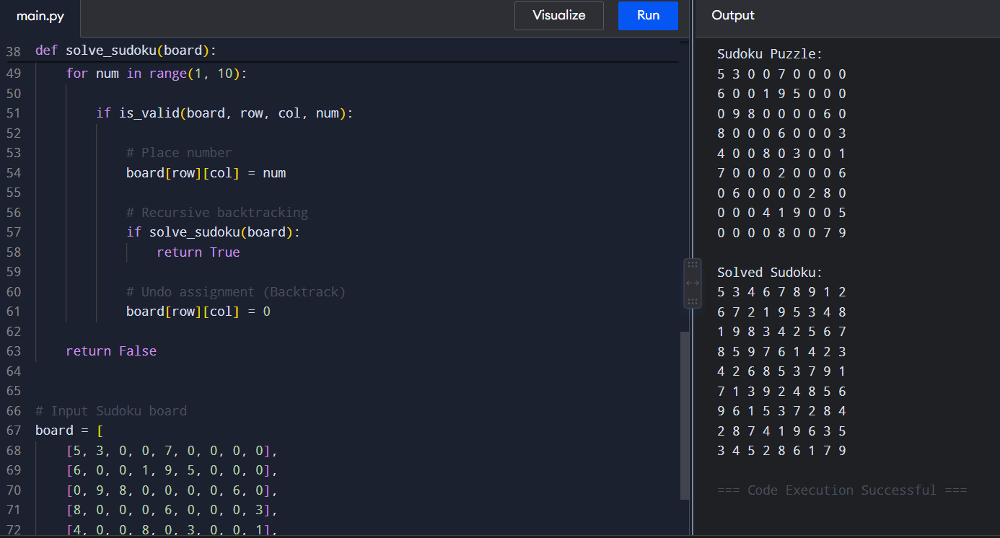 main.py
Visualize
Run
38 def solve_sudoku(board):
49 for num in range(1, 10):
50
51 if is_valid(board, row, col, num):
52
53 # Place number
54 board[row][col] = num
55
56 # Recursive backtracking
57 if solve_sudoku(board):
58 return True
59
60 # Undo assignment (Backtrack)
61 board[row][col] = 0
62
63 return False
64
65
66 # Input Sudoku board
67 board = [
68 [5, 3, 0, 0, 7, 0, 0, 0, 0],
69 [6, 0, 0, 1, 9, 5, 0, 0, 0],
70 [0, 9, 8, 0, 0, 0, 0, 6, 0],
71 [8, 0, 0, 0, 6, 0, 0, 0, 3],
72 [4, 0, 0, 8, 0, 3, 0, 0, 1],
Output
Sudoku Puzzle:
5 3 0 0 7 0 0 0 0
6 0 0 1 9 5 0 0 0
0 9 8 0 0 0 0 6 0
8 0 0 0 6 0 0 0 3
4 0 0 8 0 3 0 0 1
7 0 0 0 2 0 0 0 6
0 6 0 0 0 0 2 8 0
0 0 0 4 1 9 0 0 5
0 0 0 0 8 0 0 7 9
Solved Sudoku:
5 3 4 6 7 8 9 1 2
6 7 2 1 9 5 3 4 8
1 9 8 3 4 2 5 6 7
8 5 9 7 6 1 4 2 3
4 2 6 8 5 3 7 9 1
7 1 3 9 2 4 8 5 6
9 6 1 5 3 7 2 8 4
2 8 7 4 1 9 6 3 5
3 4 5 2 8 6 1 7 9
=== Code Execution Successful ===